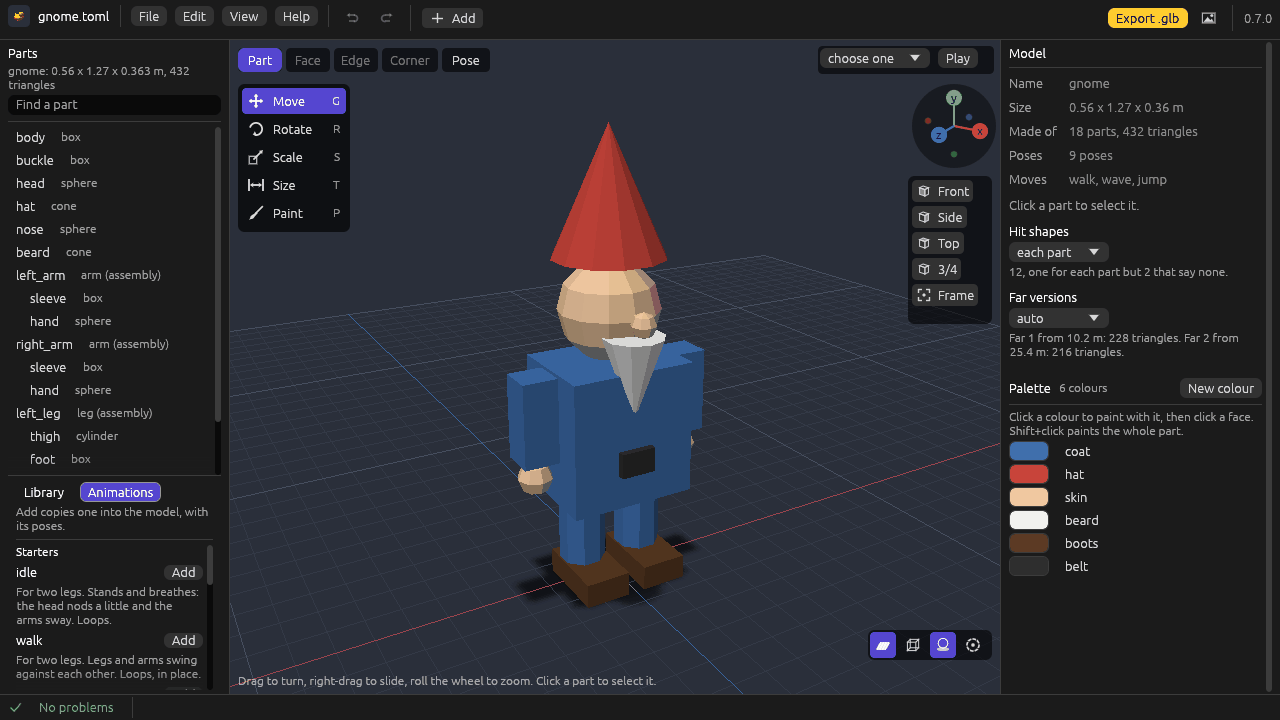 gnome.toml File Edit View Help + Add Export .glb 0.7.0
Parts
gnome: 0.56 x 1.27 x 0.363 m, 432
triangles
Find a part
body box
buckle box
head sphere
hat cone
nose sphere
beard cone
left_arm arm (assembly)
sleeve box
hand sphere
right_arm arm (assembly)
sleeve box
hand sphere
left_leg leg (assembly)
thigh cylinder
foot box
Library Animations
Add copies one into the model, with
its poses.
Starters
idle Add
For two legs. Stands and breathes:
the head nods a little and the
arms sway. Loops.
walk Add
For two legs. Legs and arms swing
against each other. Loops, in place.
Part Face Edge Corner Pose
choose one Play
Move G
Rotate R
Scale S
Size T
Paint P
y
x
z
Front
Side
Top
3/4
Frame
Drag to turn, right-drag to slide, roll the wheel to zoom. Click a part to select it.
Model
Name gnome
Size 0.56 x 1.27 x 0.36 m
Made of 18 parts, 432 triangles
Poses 9 poses
Moves walk, wave, jump
Click a part to select it.
Hit shapes
each part
12, one for each part but 2 that say none.
Far versions
auto
Far 1 from 10.2 m: 228 triangles. Far 2 from
25.4 m: 216 triangles.
Palette 6 colours New colour
Click a colour to paint with it, then click a face.
Shift+click paints the whole part.
coat
hat
skin
beard
boots
belt
No problems